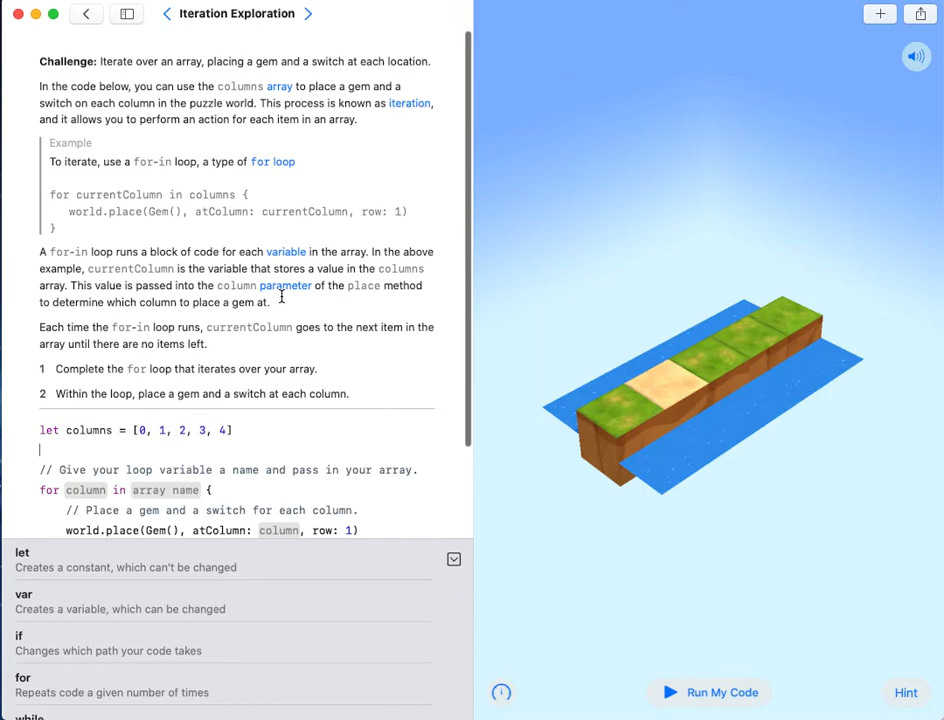 Iteration Exploration
Challenge: Iterate over an array, placing a gem and a switch at each location.
In the code below, you can use the columns array to place a gem and a
switch on each column in the puzzle world. This process is known as iteration,
and it allows you to perform an action for each item in an array.
Example
To iterate, use a for-in loop, a type of for loop
for currentColumn in columns {
world.place(Gem(), atColumn: currentColumn, row: 1)
}
A for-in loop runs a block of code for each variable in the array. In the above
example, currentColumn is the variable that stores a value in the columns
array. This value is passed into the column parameter of the place method
to determine which column to place a gem at.
Each time the for-in loop runs, currentColumn goes to the next item in the
array until there are no items left.
1 Complete the for loop that iterates over your array.
2 Within the loop, place a gem and a switch at each column.
let columns = [0, 1, 2, 3, 4]
// Give your loop variable a name and pass in your array.
for column in array name {
// Place a gem and a switch for each column.
world.place(Gem(), atColumn: column, row: 1)
let
Creates a constant, which can't be changed
var
Creates a variable, which can be changed
if
Changes which path your code takes
for
Repeats code a given number of times
while
Run My Code
Hint